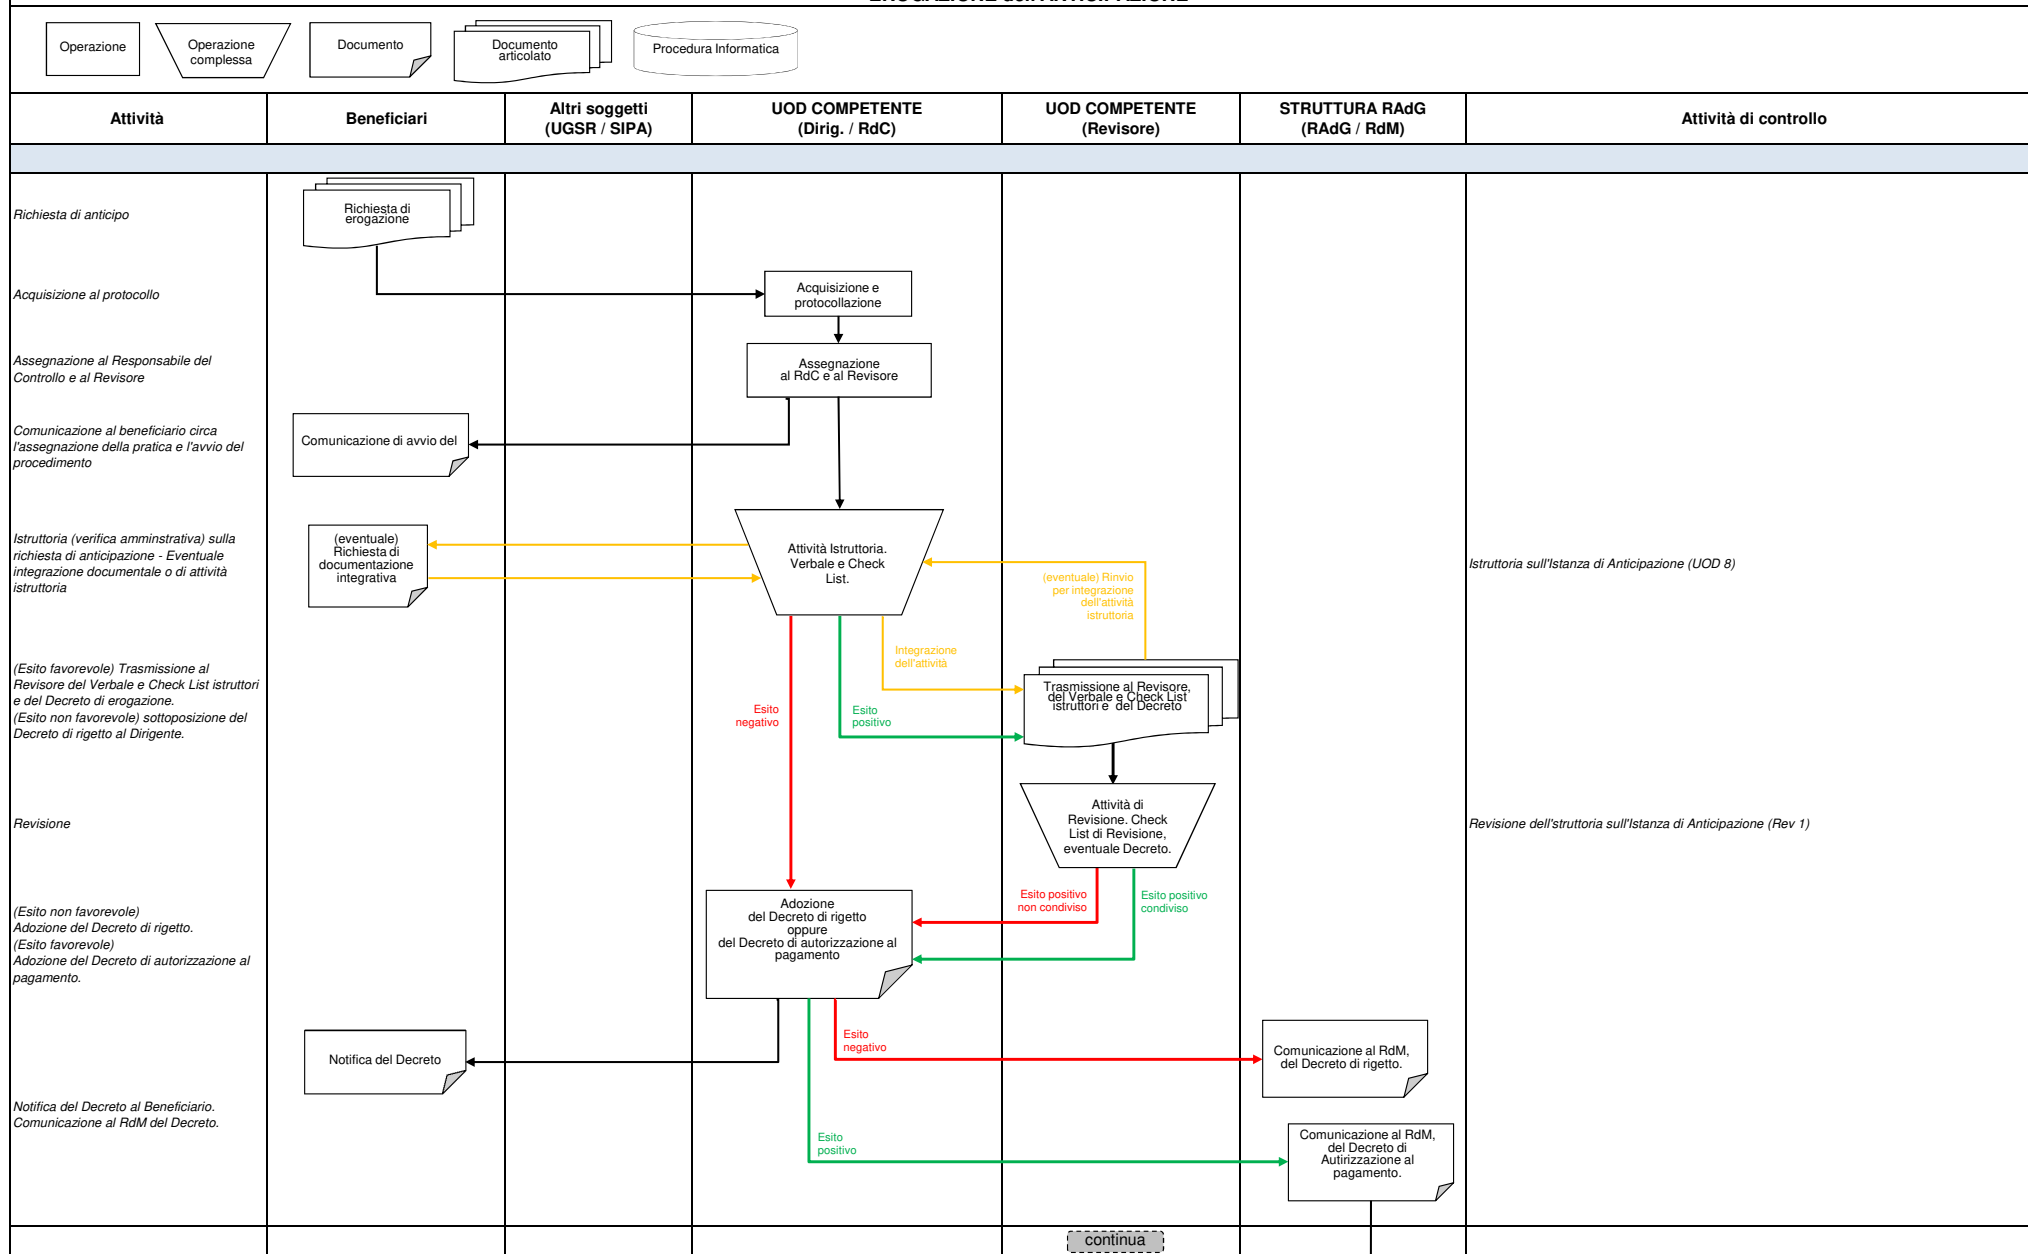 EROGAZIONE dell'ANTICIPAZIONE
Operazione
Operazione
complessa
Documento
Documento
articolato
Procedura Informatica
Attività
Beneficiari
Altri soggetti
(UGSR / SIPA)
UOD COMPETENTE
(Dirig. / RdC)
UOD COMPETENTE
(Revisore)
STRUTTURA RAdG
(RAdG / RdM)
Attività di controllo
Richiesta di anticipo
Richiesta di
erogazione
Acquisizione al protocollo
Acquisizione e
protocollazione
Assegnazione al Responsabile del
Controllo e al Revisore
Assegnazione
al RdC e al Revisore
Comunicazione al beneficiario circa
l'assegnazione della pratica e l'avvio del
procedimento
Comunicazione di avvio del
Istruttoria (verifica amminstrativa) sulla
richiesta di anticipazione - Eventuale
integrazione documentale o di attività
istruttoria
(eventuale)
Richiesta di
documentazione
integrativa
Attività Istruttoria.
Verbale e Check
List.
(eventuale) Rinvio
per integrazione
dell'attività
istruttoria
Istruttoria sull'Istanza di Anticipazione (UOD 8)
Integrazione
dell'attività
(Esito favorevole) Trasmissione al
Revisore del Verbale e Check List istruttori
e del Decreto di erogazione.
(Esito non favorevole) sottoposizione del
Decreto di rigetto al Dirigente.
Esito
negativo
Esito
positivo
Trasmissione al Revisore,
del Verbale e Check List
istruttori e  del Decreto
Revisione
Attività di
Revisione. Check
List di Revisione,
eventuale Decreto.
Revisione dell'struttoria sull'Istanza di Anticipazione (Rev 1)
Esito positivo
non condiviso
Esito positivo
condiviso
(Esito non favorevole)
Adozione del Decreto di rigetto.
(Esito favorevole)
Adozione del Decreto di autorizzazione al
pagamento.
Adozione
del Decreto di rigetto
oppure
del Decreto di autorizzazione al
pagamento
Esito
negativo
Notifica del Decreto
Comunicazione al RdM,
del Decreto di rigetto.
Notifica del Decreto al Beneficiario.
Comunicazione al RdM del Decreto.
Esito
positivo
Comunicazione al RdM,
del Decreto di
Autirizzazione al
pagamento.
continua